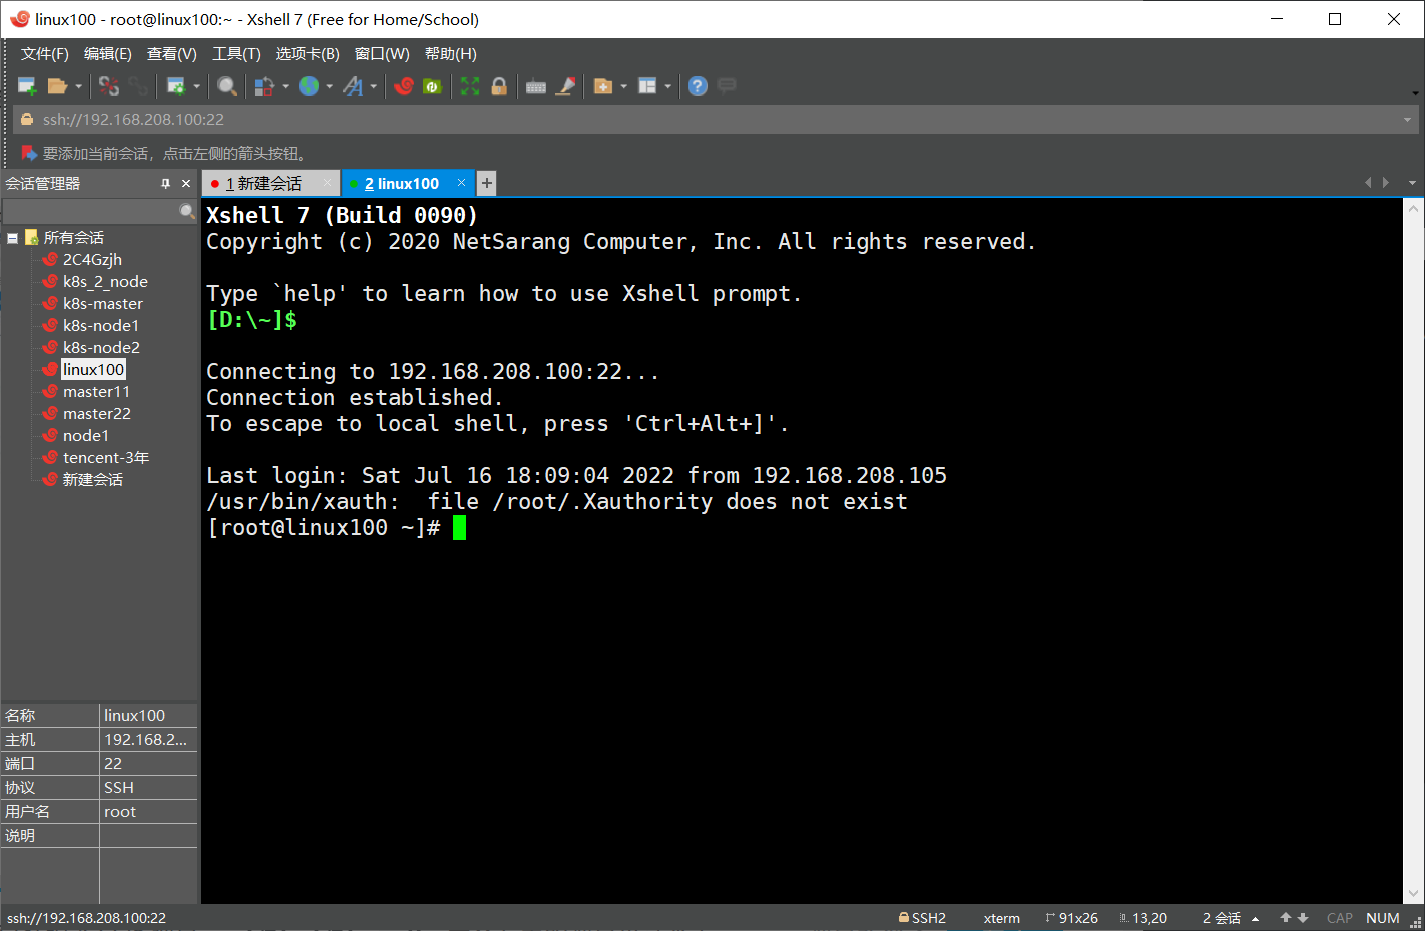 linux100 - root@linux100:~ - Xshell 7 (Free for Home/School)
文件(F) 编辑(E) 查看(V) 工具(T) 选项卡(B) 窗口(W) 帮助(H)
ssh://192.168.208.100:22
要添加当前会话，点击左侧的箭头按钮。
会话管理器
1 新建会话
2 linux100
所有会话
2C4Gzjh
k8s_2_node
k8s-master
k8s-node1
k8s-node2
linux100
master11
master22
node1
tencent-3年
新建会话
名称 linux100
主机 192.168.2...
端口 22
协议 SSH
用户名 root
说明
Xshell 7 (Build 0090)
Copyright (c) 2020 NetSarang Computer, Inc. All rights reserved.
Type `help' to learn how to use Xshell prompt.
[D:\~]$
Connecting to 192.168.208.100:22...
Connection established.
To escape to local shell, press 'Ctrl+Alt+]'.
Last login: Sat Jul 16 18:09:04 2022 from 192.168.208.105
/usr/bin/xauth:  file /root/.Xauthority does not exist
[root@linux100 ~]#
ssh://192.168.208.100:22 SSH2 xterm 91x26 13,20 2 会话 CAP NUM